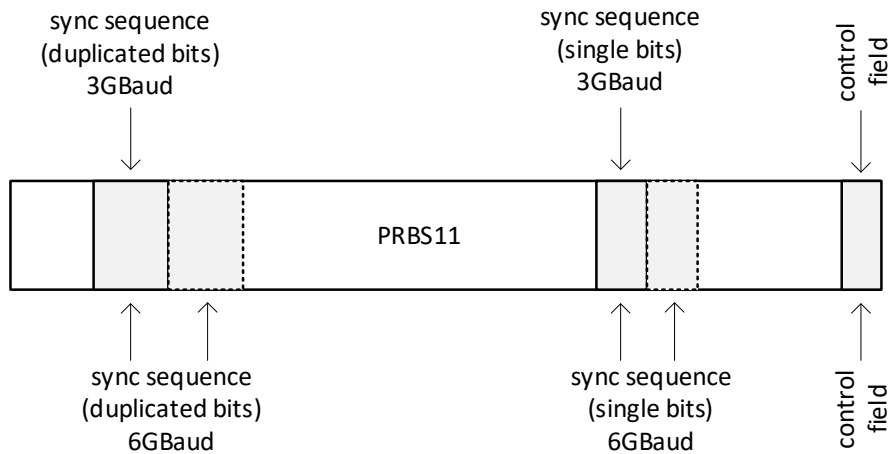 sync sequence
(duplicated bits)
3GBaud
sync sequence
(single bits)
3GBaud
control
field
PRBS11
sync sequence
(duplicated bits)
6GBaud
sync sequence
(single bits)
6GBaud
control
field